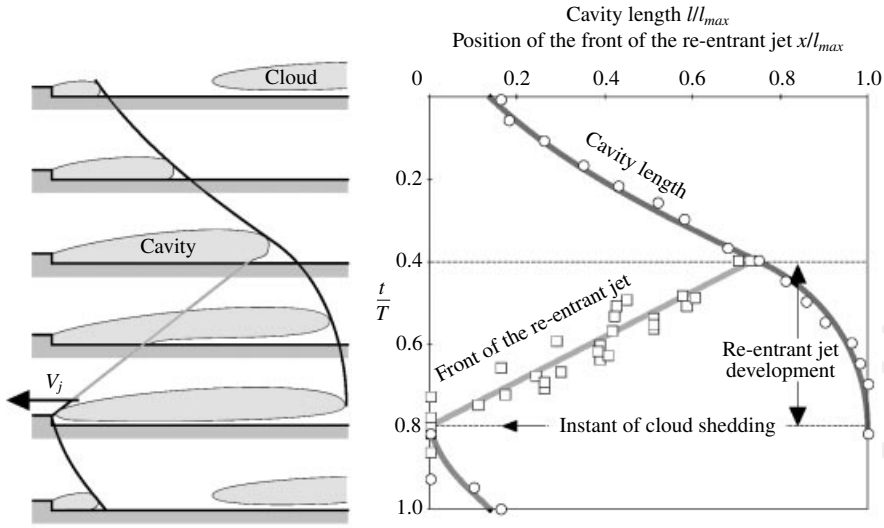 Cloud
Cavity
Vj
Cavity length l/lmax
Position of the front of the re-entrant jet x/lmax
0 0.2 0.4 0.6 0.8 1.0
Cavity length
0.2
0.4
t/T
Front of the re-entrant jet
0.6
Re-entrant jet
development
0.8
Instant of cloud shedding
1.0